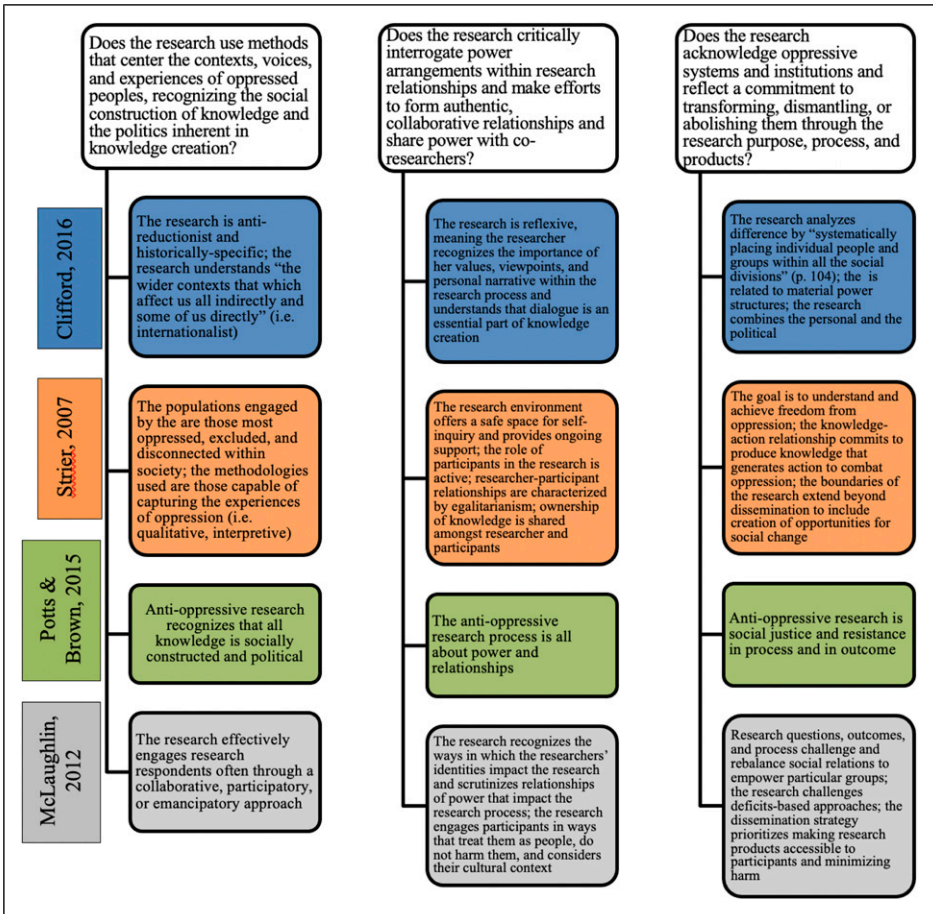 Does the research use methods
that center the contexts, voices,
and experiences of oppressed
peoples, recognizing the social
construction of knowledge and
the politics inherent in
knowledge creation?
Does the research critically
interrogate power
arrangements within research
relationships and make efforts
to form authentic,
collaborative relationships and
share power with co-
researchers?
Does the research
acknowledge oppressive
systems and institutions and
reflect a commitment to
transforming, dismantling, or
abolishing them through the
research purpose, process, and
products?
Clifford, 2016
The research is anti-
reductionist and
historically-specific; the
research understands “the
wider contexts that which
affect us all indirectly and
some of us directly” (i.e.
internationalist)
The research is reflexive,
meaning the researcher
recognizes the importance of
her values, viewpoints, and
personal narrative within the
research process and
understands that dialogue is an
essential part of knowledge
creation
The research analyzes
difference by “systematically
placing individual people and
groups within all the social
divisions” (p. 104); the is
related to material power
structures; the research
combines the personal and the
political
Strier, 2007
The populations engaged
by the are those most
oppressed, excluded, and
disconnected within
society; the methodologies
used are those capable of
capturing the experiences
of oppression (i.e.
qualitative, interpretive)
The research environment
offers a safe space for self-
inquiry and provides ongoing
support; the role of
participants in the research is
active; researcher-participant
relationships are characterized
by egalitarianism; ownership
of knowledge is shared
amongst researcher and
participants
The goal is to understand and
achieve freedom from
oppression; the knowledge-
action relationship commits to
produce knowledge that
generates action to combat
oppression; the boundaries of
the research extend beyond
dissemination to include
creation of opportunities for
social change
Potts &
Brown, 2015
Anti-oppressive research
recognizes that all
knowledge is socially
constructed and political
The anti-oppressive
research process is all
about power and
relationships
Anti-oppressive research is
social justice and resistance
in process and in outcome
McLaughlin,
2012
The research effectively
engages research
respondents often through a
collaborative, participatory,
or emancipatory approach
The research recognizes the
ways in which the researchers’
identities impact the research
and scrutinizes relationships
of power that impact the
research process; the research
engages participants in ways
that treat them as people, do
not harm them, and considers
their cultural context
Research questions, outcomes,
and process challenge and
rebalance social relations to
empower particular groups;
the research challenges
deficits-based approaches; the
dissemination strategy
prioritizes making research
products accessible to
participants and minimizing
harm